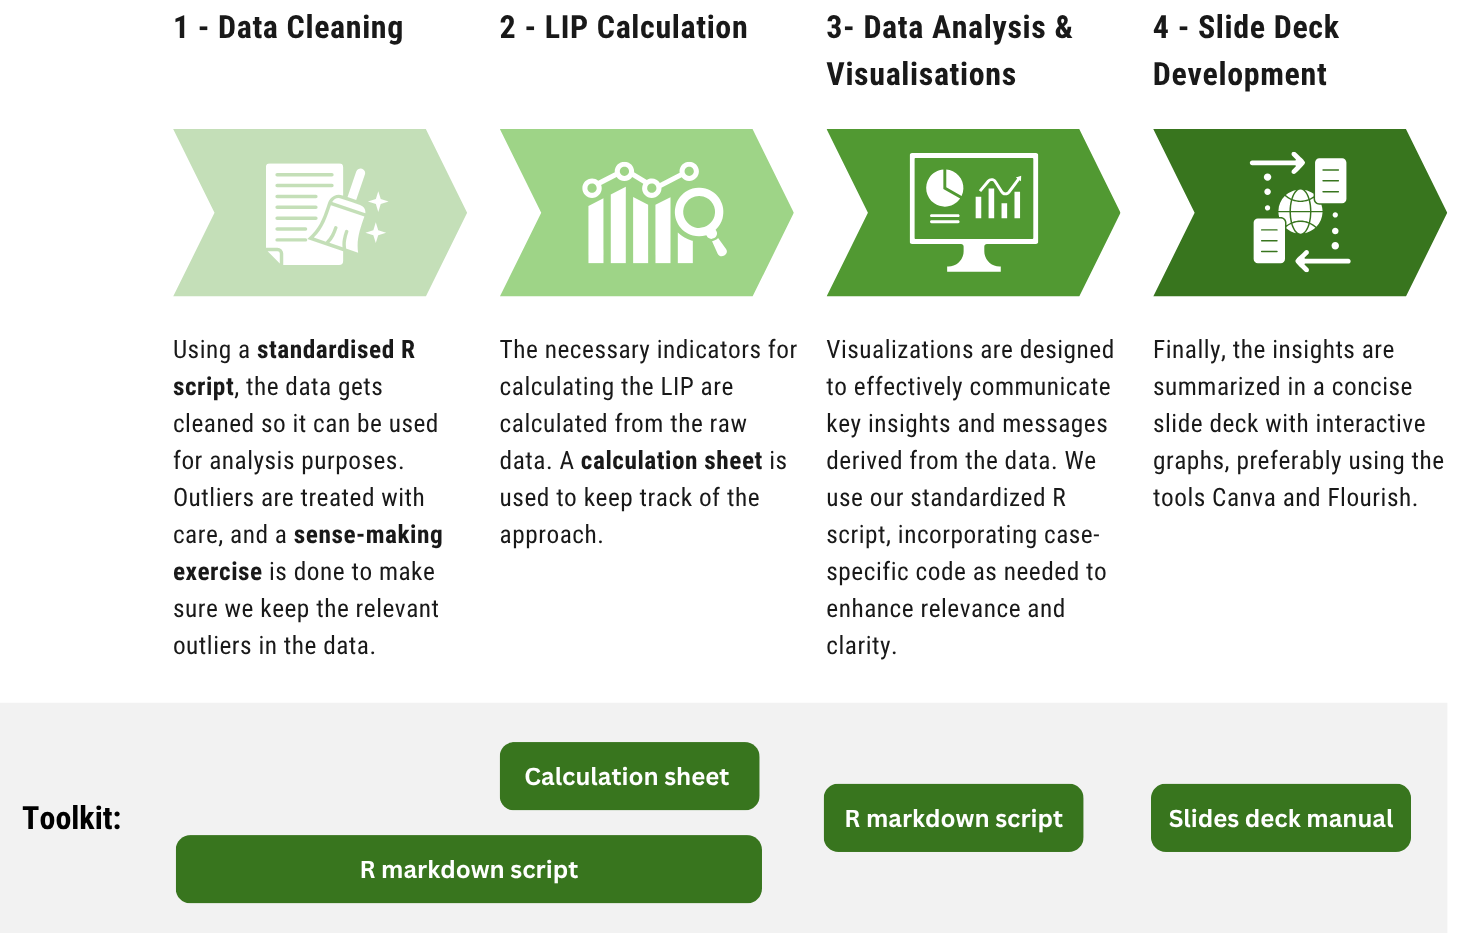 1 - Data Cleaning
2 - LIP Calculation
3- Data Analysis &
Visualisations
4 - Slide Deck
Development
Using a standardised R
script, the data gets
cleaned so it can be used
for analysis purposes.
Outliers are treated with
care, and a sense-making
exercise is done to make
sure we keep the relevant
outliers in the data.
The necessary indicators for
calculating the LIP are
calculated from the raw
data. A calculation sheet is
used to keep track of the
approach.
Visualizations are designed
to effectively communicate
key insights and messages
derived from the data. We
use our standardized R
script, incorporating case-
specific code as needed to
enhance relevance and
clarity.
Finally, the insights are
summarized in a concise
slide deck with interactive
graphs, preferably using the
tools Canva and Flourish.
Toolkit:
Calculation sheet
R markdown script
R markdown script
Slides deck manual